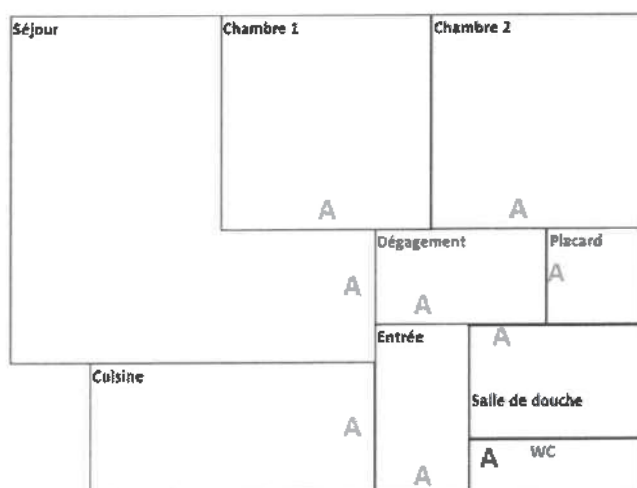 Séjour
Chambre 1
Chambre 2
A
A
Dégagement
Placard
A
A
A
Entrée
A
Cuisine
Salle de douche
A
A
WC
A